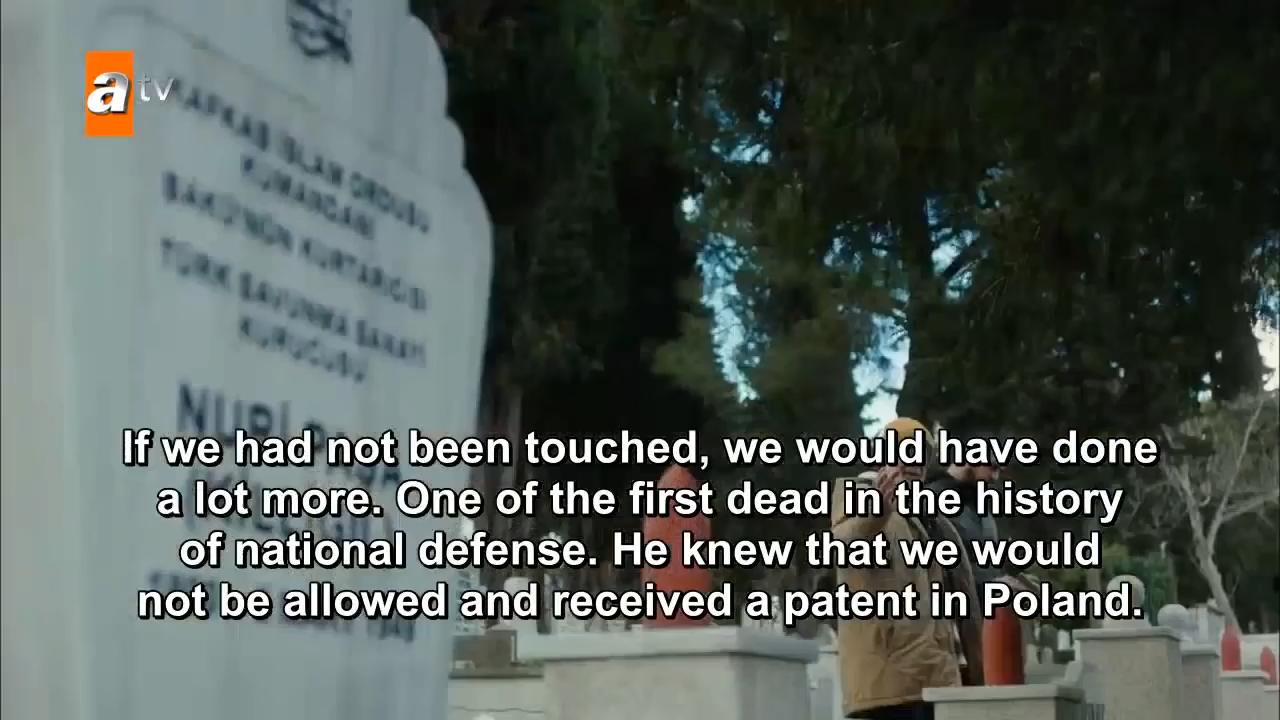 a tv
KAFKAS İSLAM ORDUSU
KUMANDANI
BAKÜ'NÜN KURTARICISI
TÜRK SAVUNMA SANAYİ
KURUCUSU
NURİ
If we had not been touched, we would have done
a lot more. One of the first dead in the history
of national defense. He knew that we would
not be allowed and received a patent in Poland.